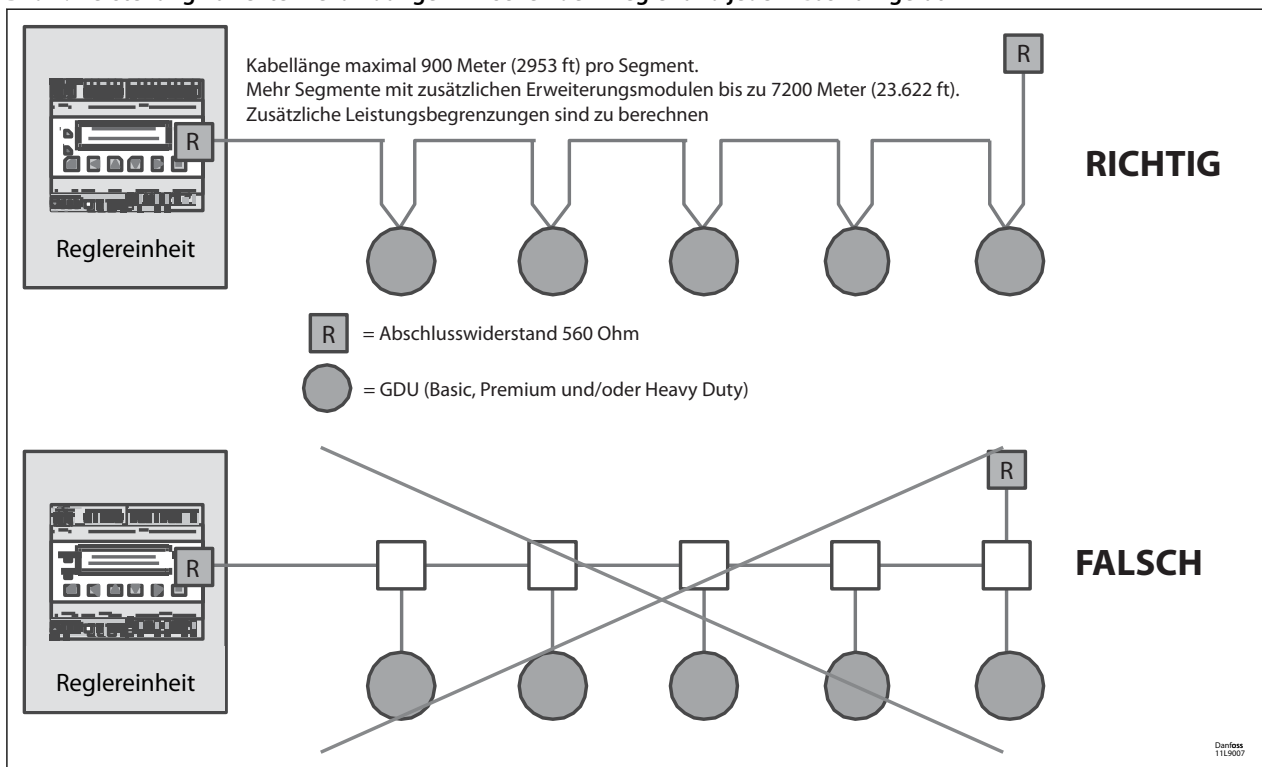 Kabellänge maximal 900 Meter (2953 ft) pro Segment.
Mehr Segmente mit zusätzlichen Erweiterungsmodulen bis zu 7200 Meter (23.622 ft).
Zusätzliche Leistungsbegrenzungen sind zu berechnen
R
R
RICHTIG
Reglereinheit
R = Abschlusswiderstand 560 Ohm
= GDU (Basic, Premium und/oder Heavy Duty)
R
R
FALSCH
Reglereinheit
Danfoss
11L9007